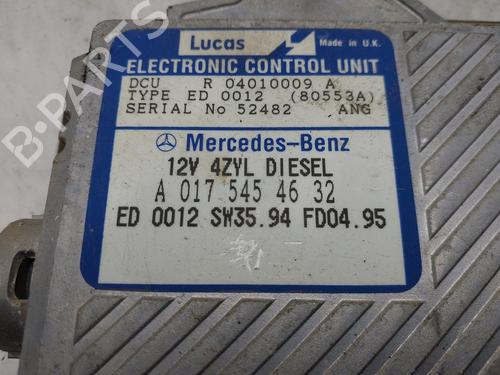 Lucas
Made in U.K.
ELECTRONIC CONTROL UNIT
DCU R 04010009 A
TYPE ED 0012 (80553A)
SERIAL No 52482 ANG
Mercedes-Benz
12V 4ZYL DIESEL
A 017 545 46 32
ED 0012 SW35.94 FD04.95